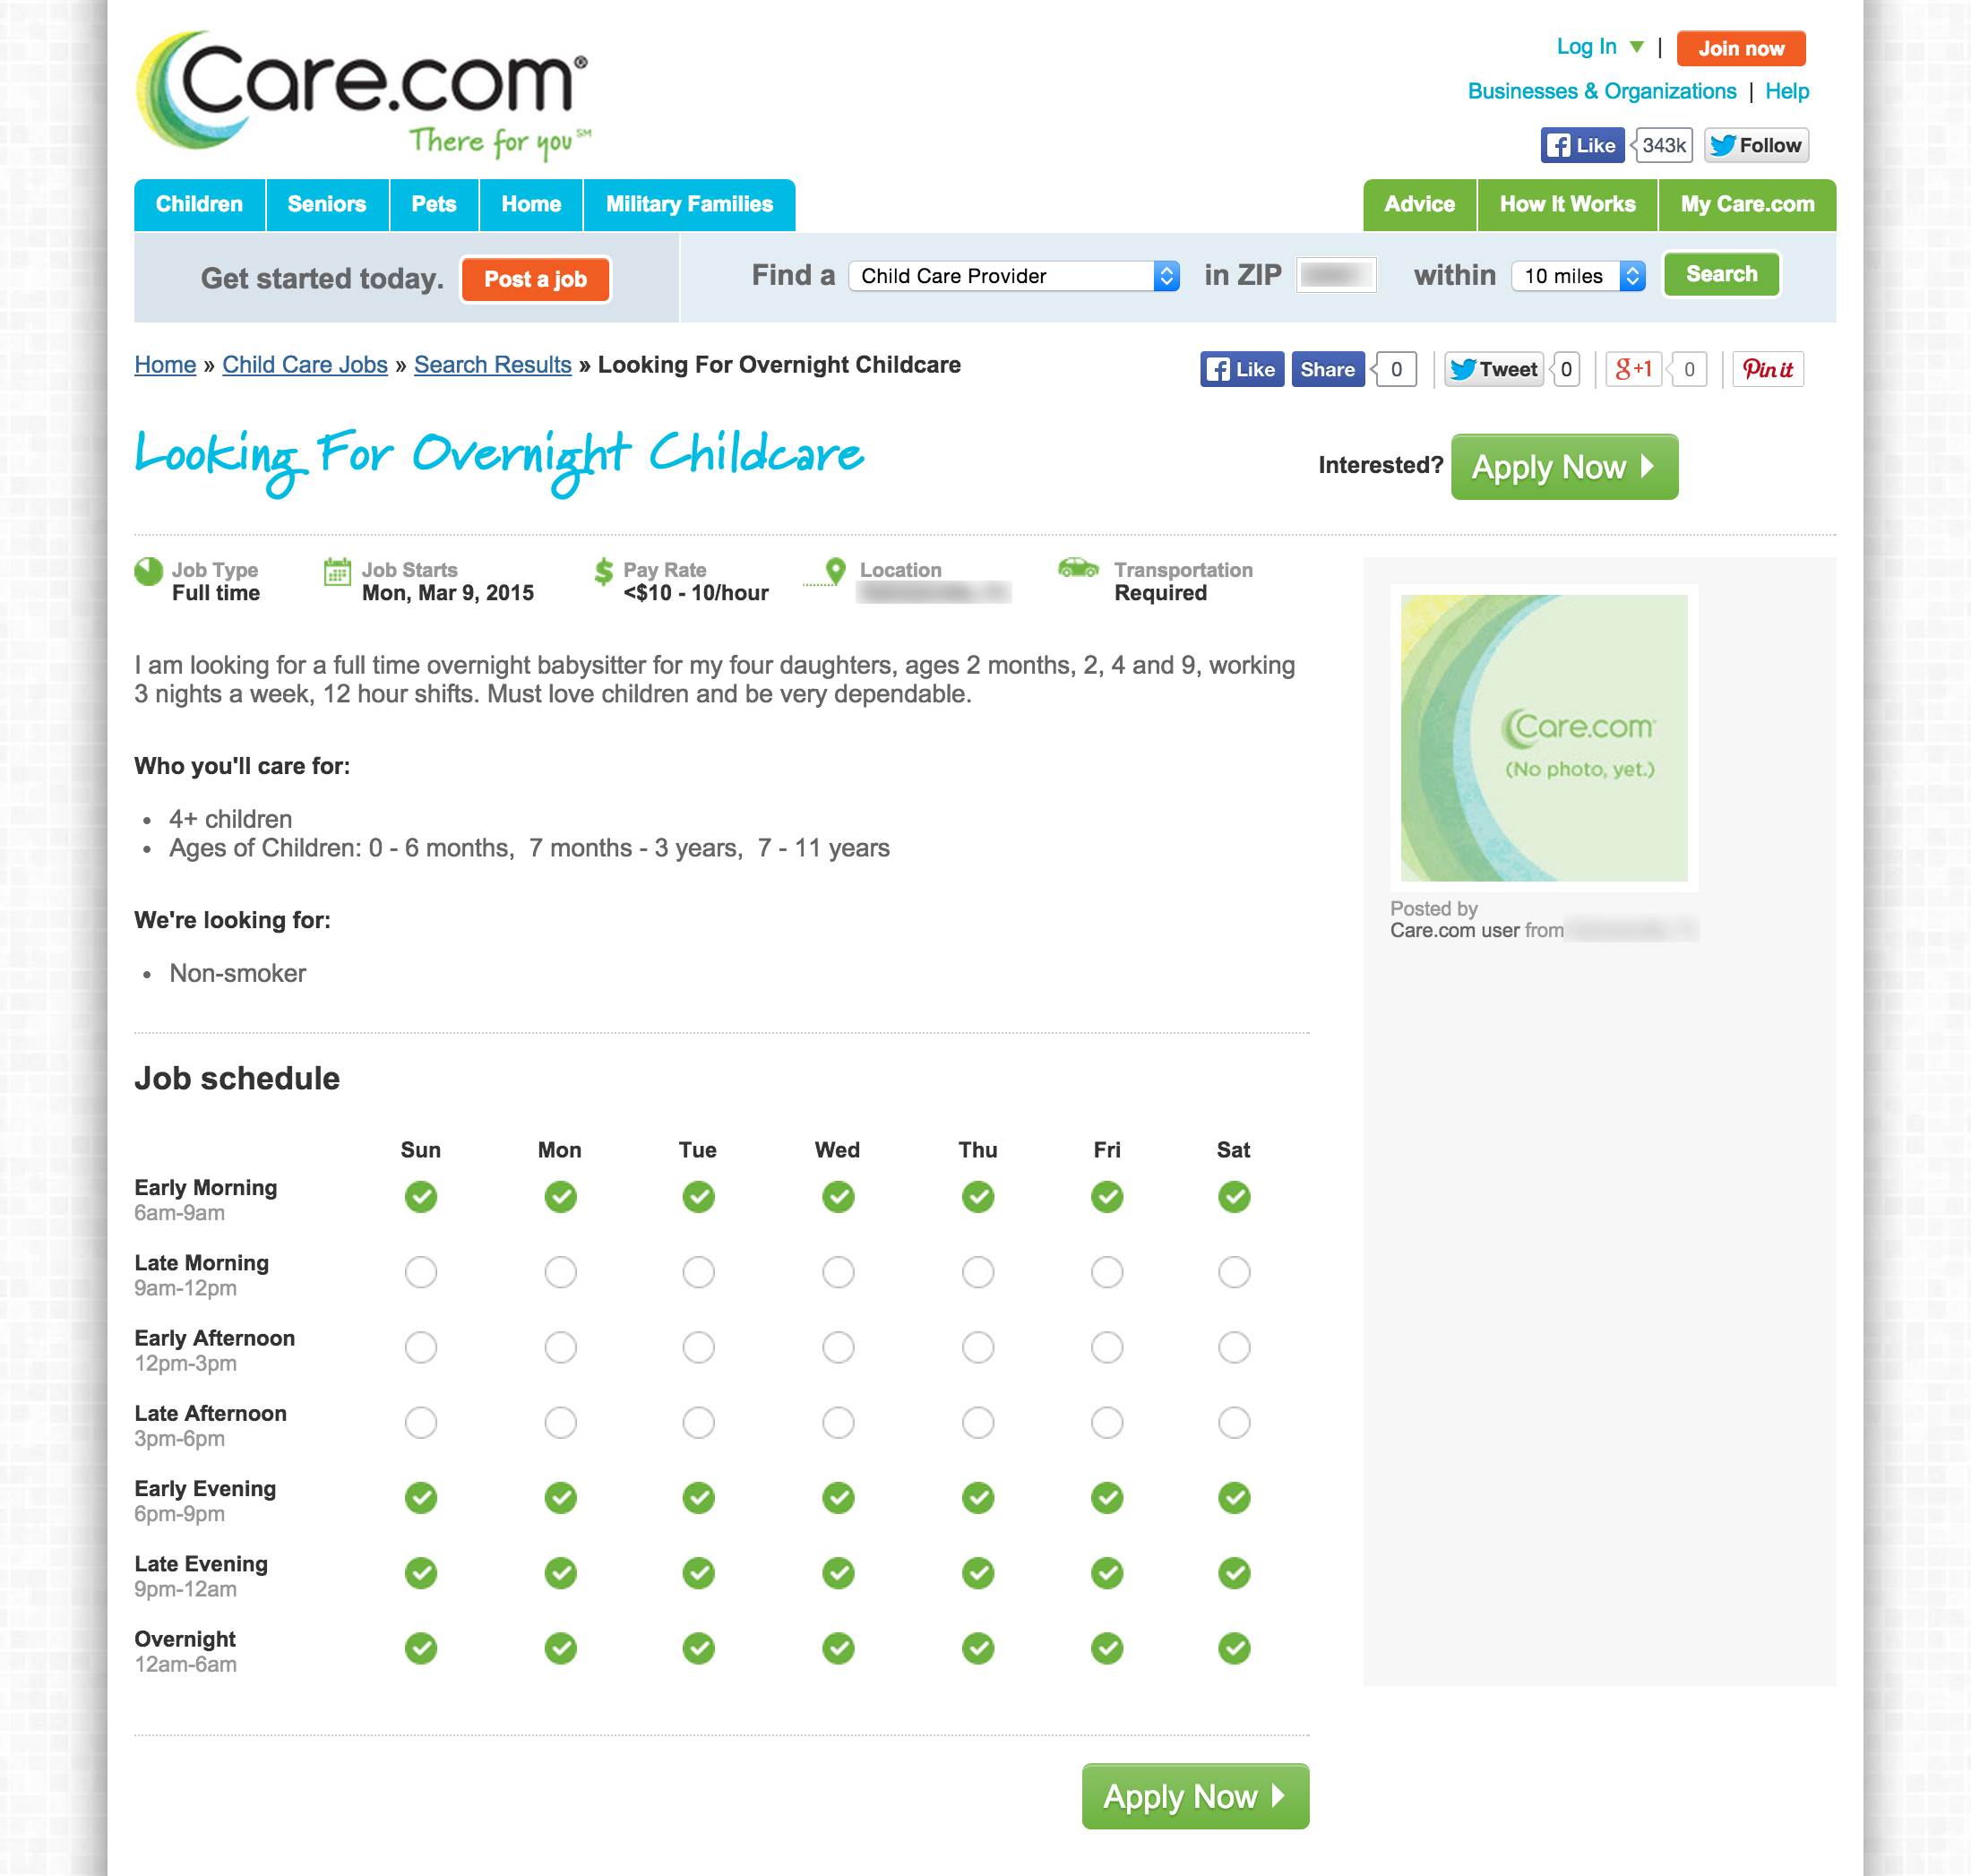 Care.com®
There for you℠
Log In | Join now
Businesses & Organizations | Help
Like 343k Follow
Children Seniors Pets Home Military Families
Advice How It Works My Care.com
Get started today. Post a job
Find a Child Care Provider in ZIP within 10 miles Search
Home » Child Care Jobs » Search Results » Looking For Overnight Childcare
Like Share 0 Tweet 0 g+1 0 Pin it
Looking For Overnight Childcare
Interested? Apply Now
Job Type Job Starts Pay Rate Location Transportation
Full time Mon, Mar 9, 2015 <$10 - 10/hour Required
I am looking for a full time overnight babysitter for my four daughters, ages 2 months, 2, 4 and 9, working
3 nights a week, 12 hour shifts. Must love children and be very dependable.
Care.com
(No photo, yet.)
Posted by
Care.com user from
Who you'll care for:
• 4+ children
• Ages of Children: 0 - 6 months, 7 months - 3 years, 7 - 11 years
We're looking for:
• Non-smoker
Job schedule
Sun Mon Tue Wed Thu Fri Sat
Early Morning
6am-9am
Late Morning
9am-12pm
Early Afternoon
12pm-3pm
Late Afternoon
3pm-6pm
Early Evening
6pm-9pm
Late Evening
9pm-12am
Overnight
12am-6am
Apply Now